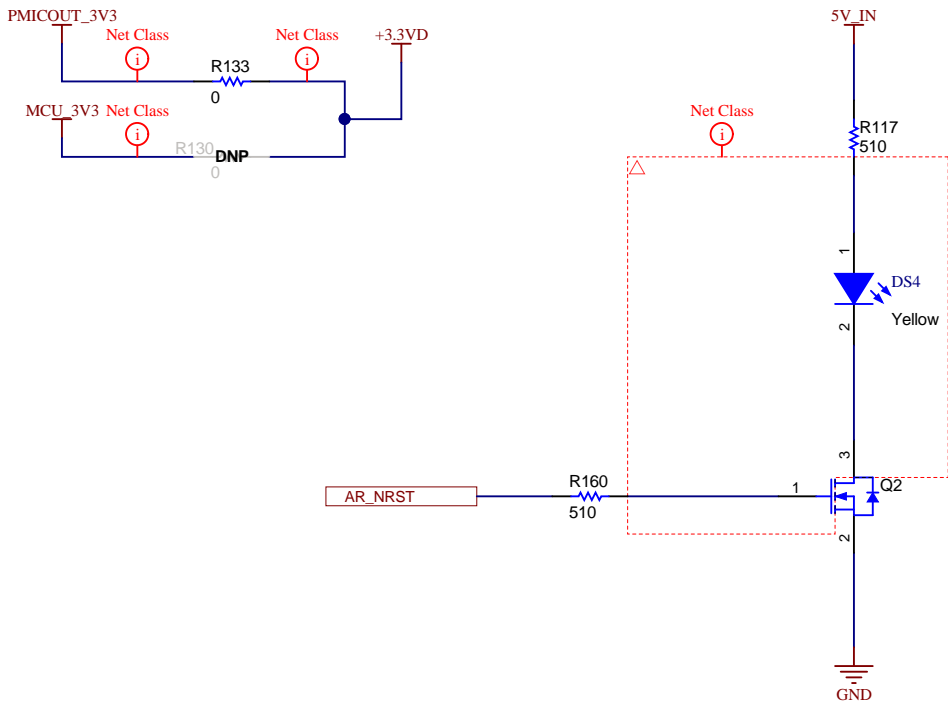 PMICOUT_3V3
Net Class
Net Class
+3.3VD
R133
0
MCU_3V3
Net Class
R130
DNP
0
5V_IN
Net Class
R117
510
1
DS4
Yellow
2
3
AR_NRST
R160
510
1
Q2
2
GND